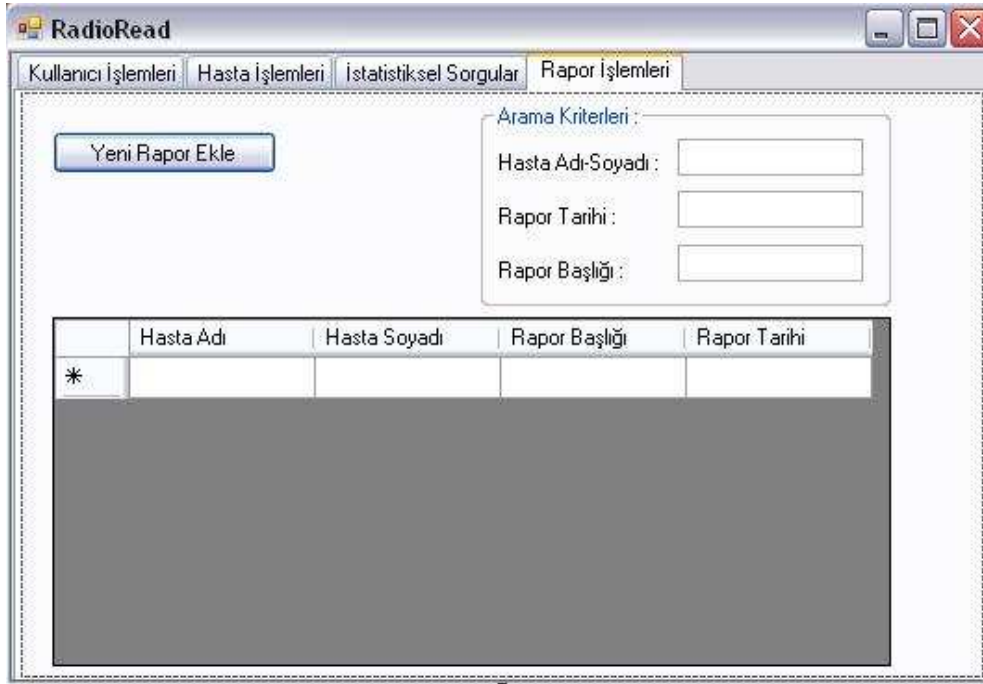 RadioRead
Kullanıcı İşlemleri Hasta İşlemleri İstatistiksel Sorgular Rapor İşlemleri
Yeni Rapor Ekle
Arama Kriterleri :
Hasta Adı-Soyadı :
Rapor Tarihi :
Rapor Başlığı :
Hasta Adı Hasta Soyadı Rapor Başlığı Rapor Tarihi